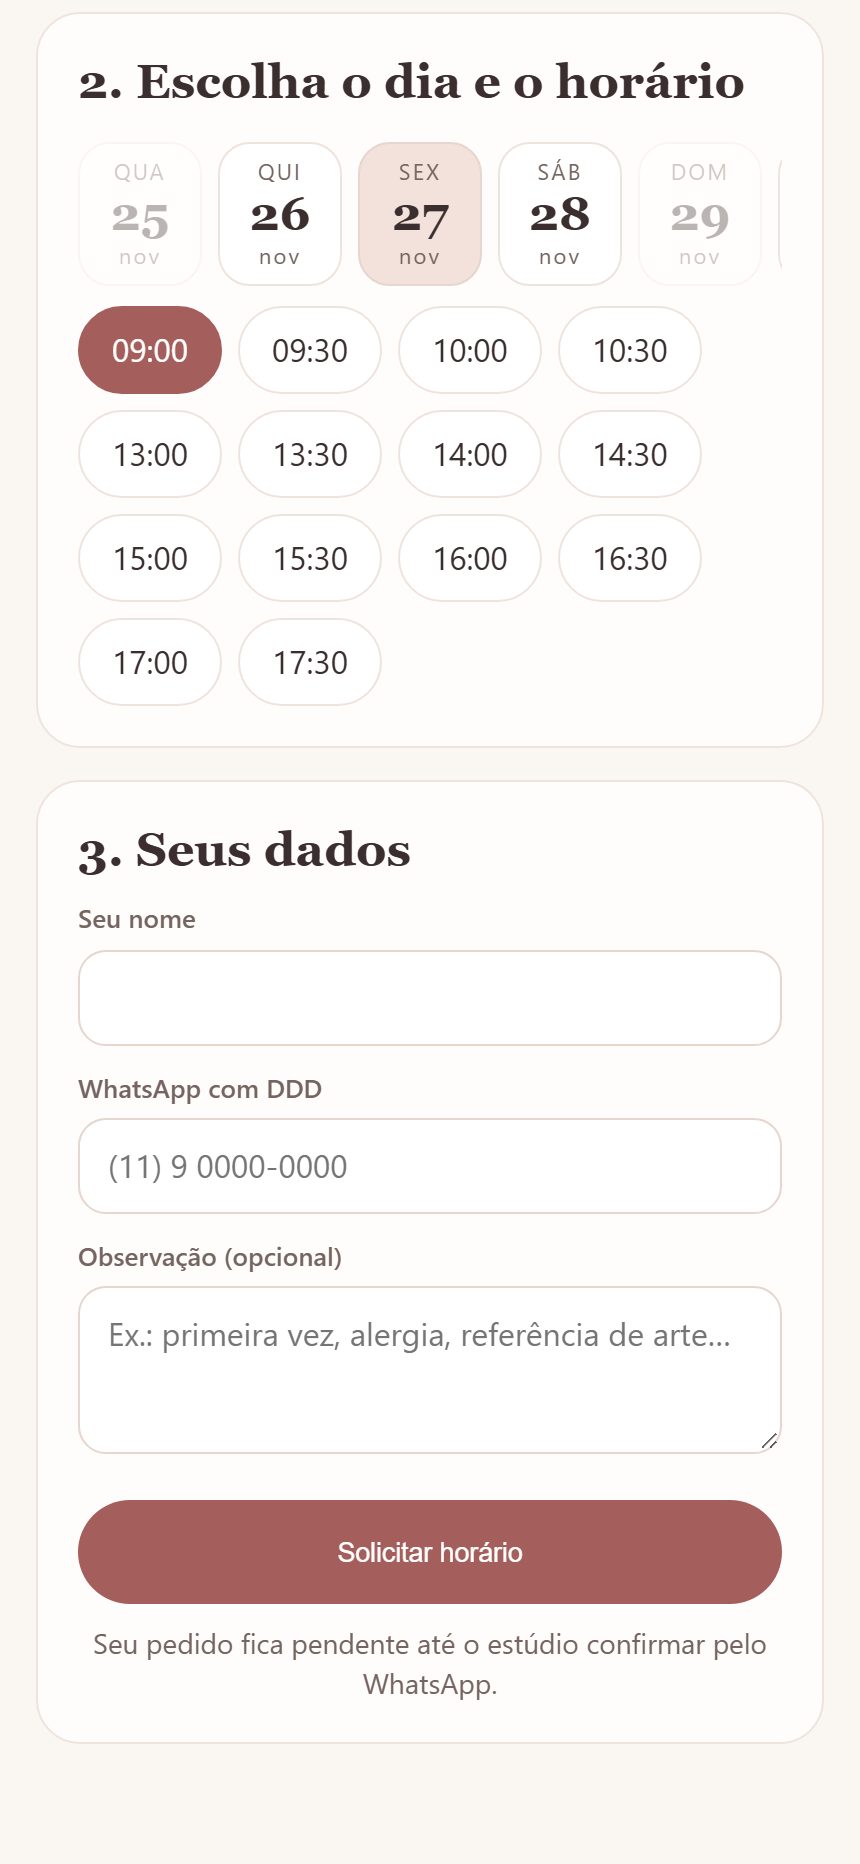 2. Escolha o dia e o horário
QUA QUI SEX SÁB DOM
25 26 27 28 29
nov nov nov nov nov
09:00 09:30 10:00 10:30
13:00 13:30 14:00 14:30
15:00 15:30 16:00 16:30
17:00 17:30
3. Seus dados
Seu nome
WhatsApp com DDD
(11) 9 0000-0000
Observação (opcional)
Ex.: primeira vez, alergia, referência de arte...
Solicitar horário
Seu pedido fica pendente até o estúdio confirmar pelo
WhatsApp.